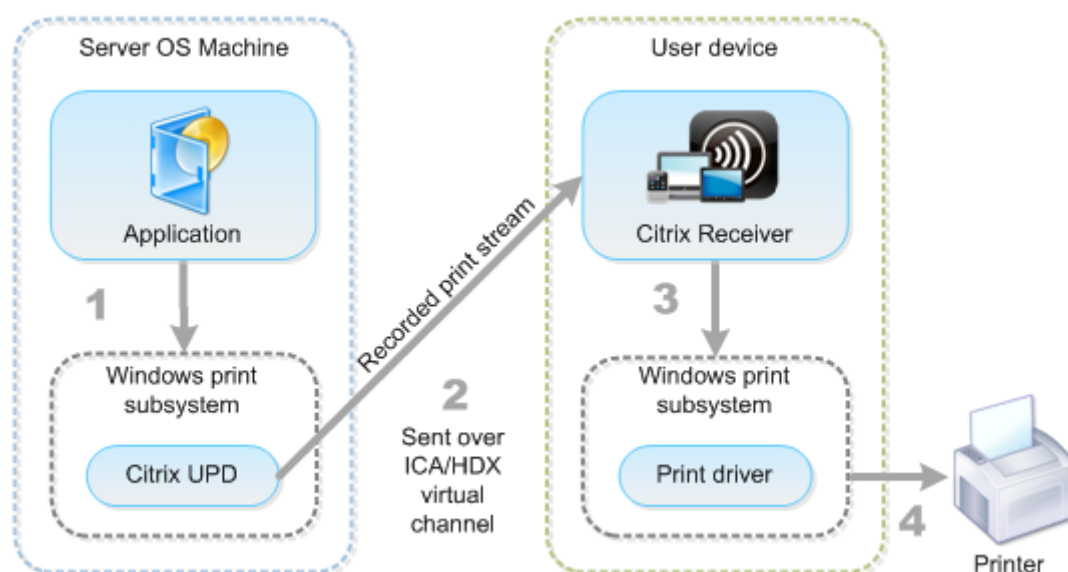 Server OS Machine
User device
Application
Citrix Receiver
1
Recorded print stream
3
Windows print
subsystem
Citrix UPD
2
Sent over
ICA/HDX
virtual
channel
Windows print
subsystem
Print driver
4
Printer